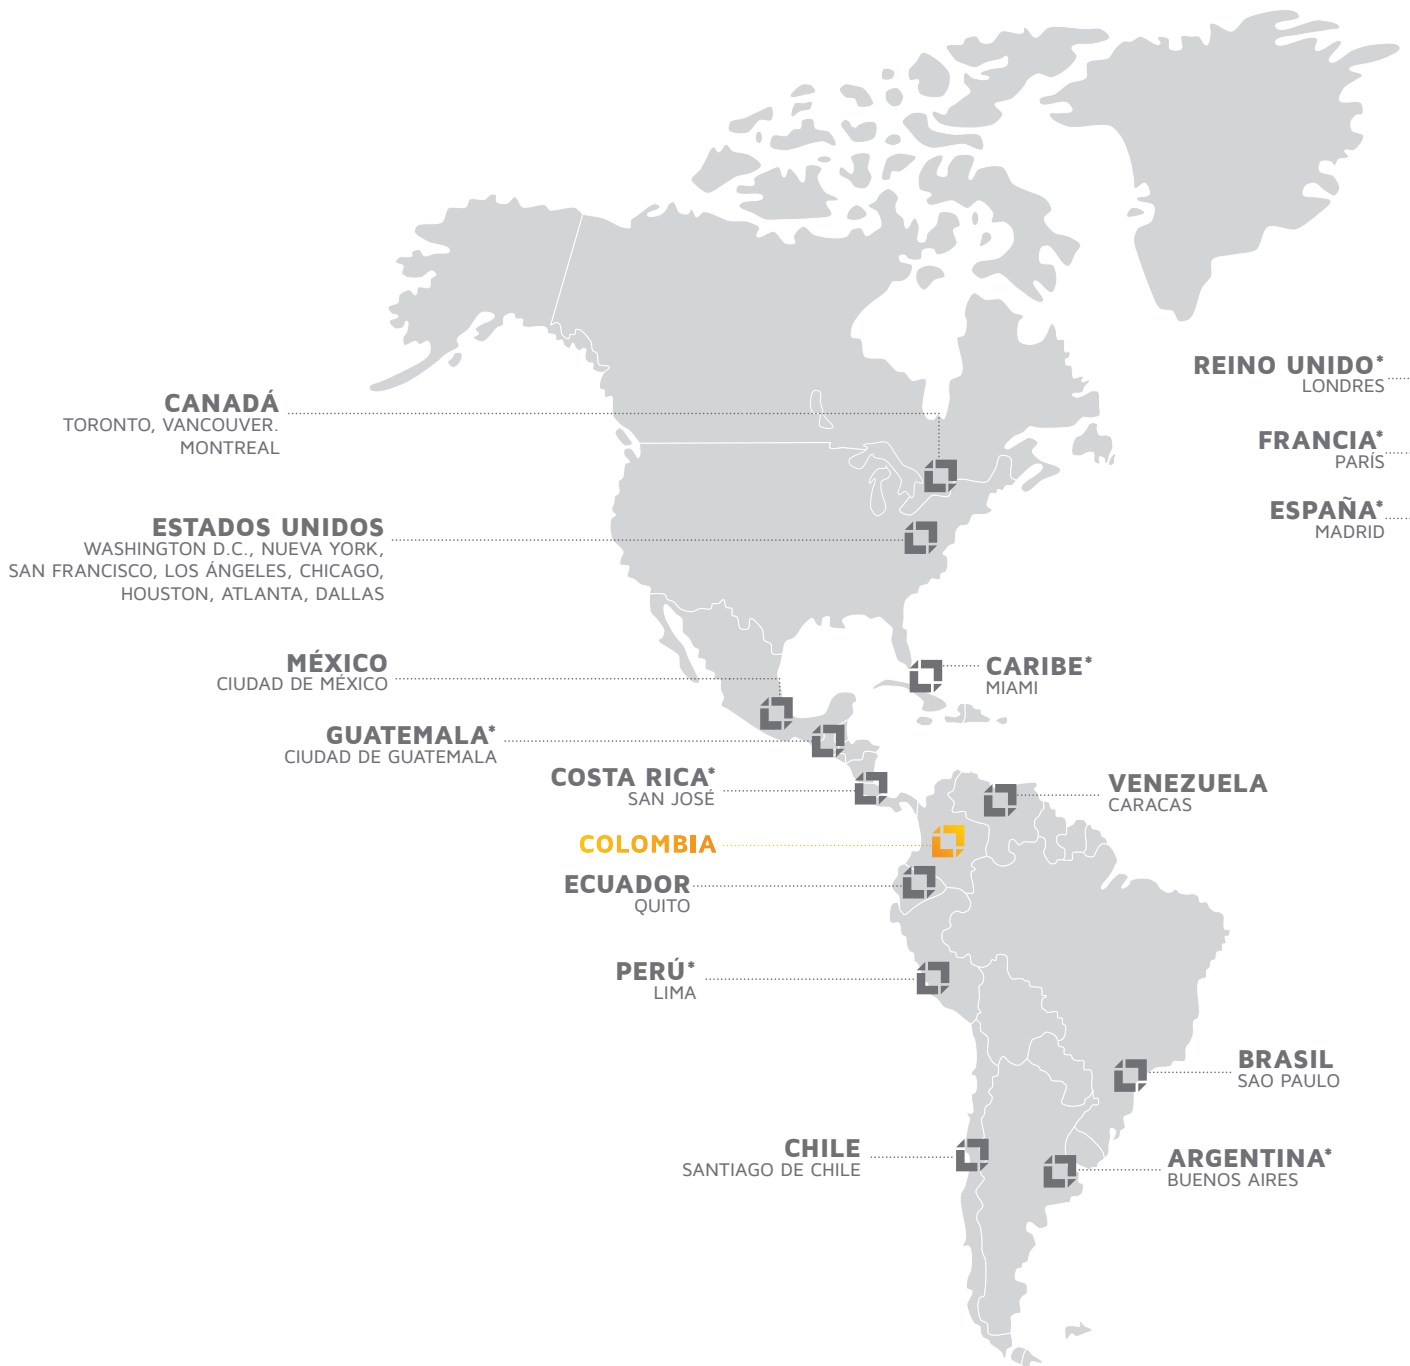 REINO UNIDO*
LONDRES
CANADÁ
TORONTO, VANCOUVER.
MONTREAL
FRANCIA*
PARÍS
ESPAÑA*
MADRID
ESTADOS UNIDOS
WASHINGTON D.C., NUEVA YORK,
SAN FRANCISCO, LOS ÁNGELES, CHICAGO,
HOUSTON, ATLANTA, DALLAS
MÉXICO
CIUDAD DE MÉXICO
CARIBE*
MIAMI
GUATEMALA*
CIUDAD DE GUATEMALA
COSTA RICA*
SAN JOSÉ
VENEZUELA
CARACAS
COLOMBIA
ECUADOR
QUITO
PERÚ*
LIMA
BRASIL
SAO PAULO
CHILE
SANTIAGO DE CHILE
ARGENTINA*
BUENOS AIRES